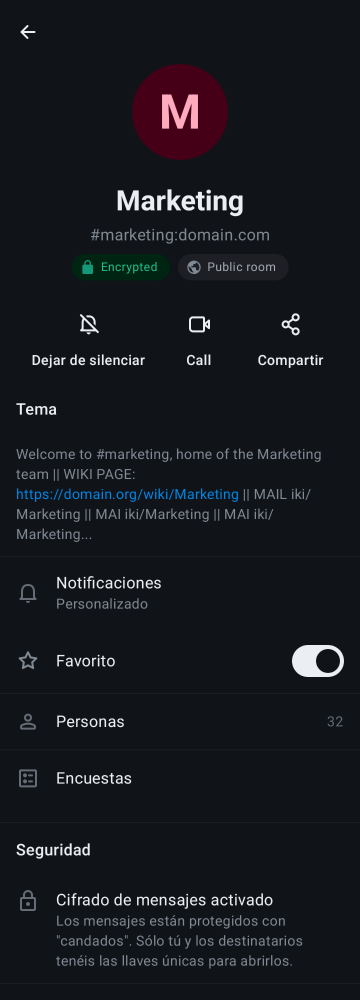 M
Marketing
#marketing:domain.com
Encrypted
Public room
Dejar de silenciar
Call
Compartir
Tema
Welcome to #marketing, home of the Marketing
team || WIKI PAGE:
https://domain.org/wiki/Marketing || MAIL iki/
Marketing || MAI iki/Marketing || MAI iki/
Marketing...
Notificaciones
Personalizado
Favorito
Personas
32
Encuestas
Seguridad
Cifrado de mensajes activado
Los mensajes están protegidos con
"candados". Sólo tú y los destinatarios
tenéis las llaves únicas para abrirlos.